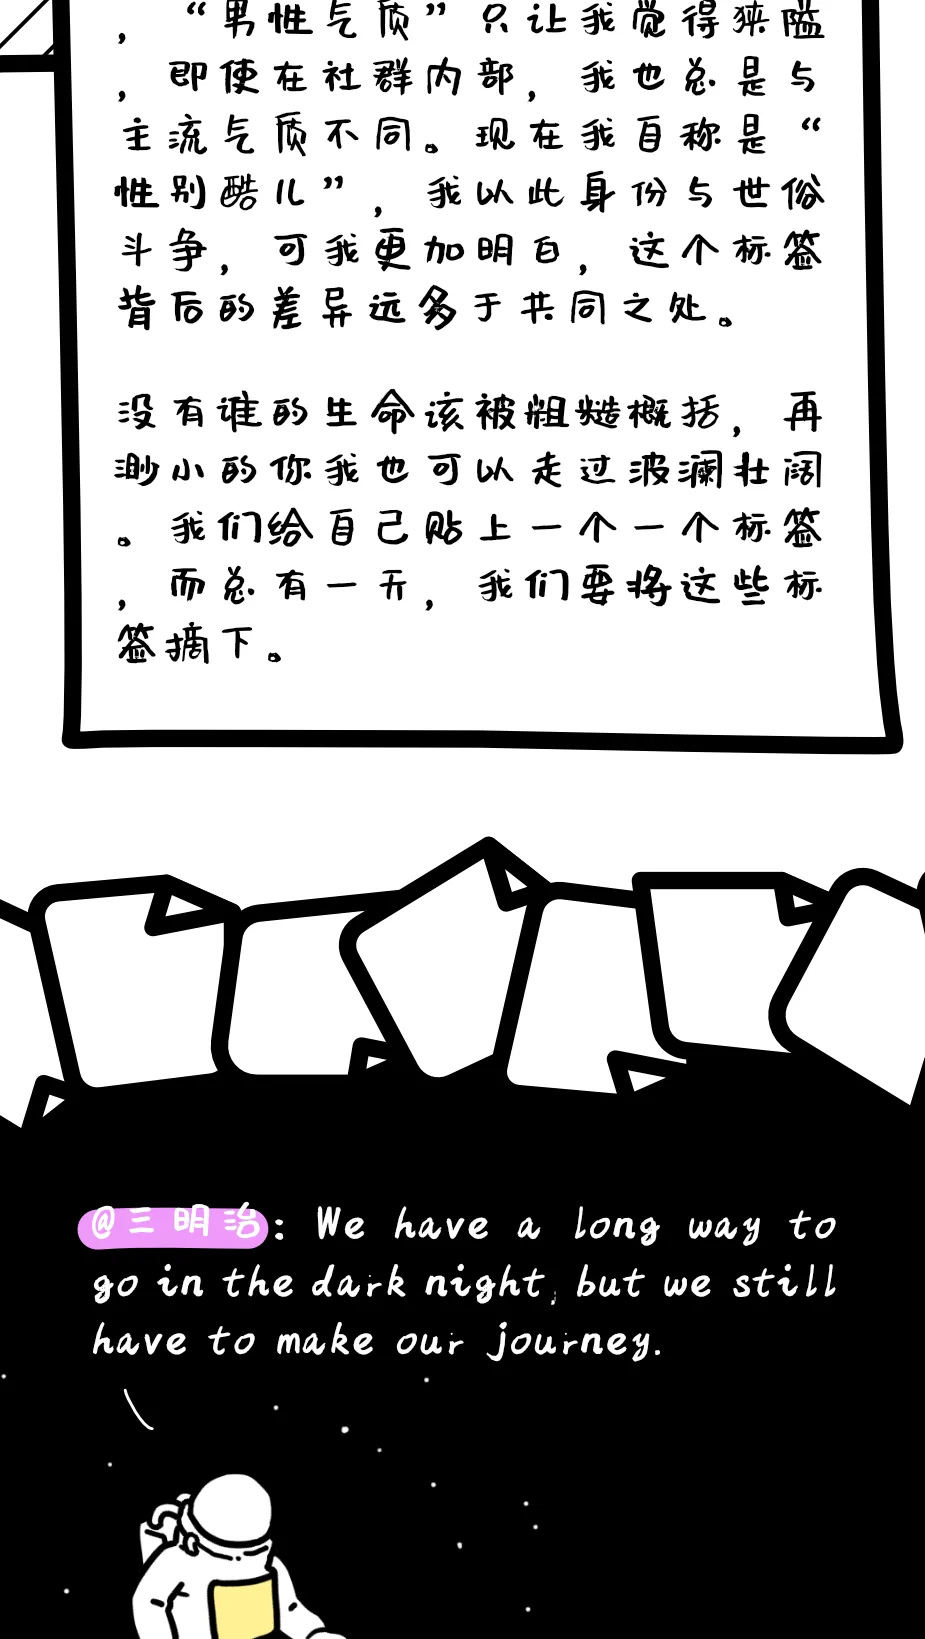 ，“男性气质”只让我觉得狭隘
，即使在社群内部，我也总是与
主流气质不同。现在我自称是“
性别酷儿”，我以此身份与世俗
斗争，可我更加明白，这个标签
背后的差异远多于共同之处。
没有谁的生命该被粗糙概括，再
渺小的你我也可以走过波澜壮阔
。我们给自己贴上一个一个标签
，而总有一天，我们要将这些标
签摘下。
@三明治: We have a long way to
go in the dark night, but we still
have to make our journey.